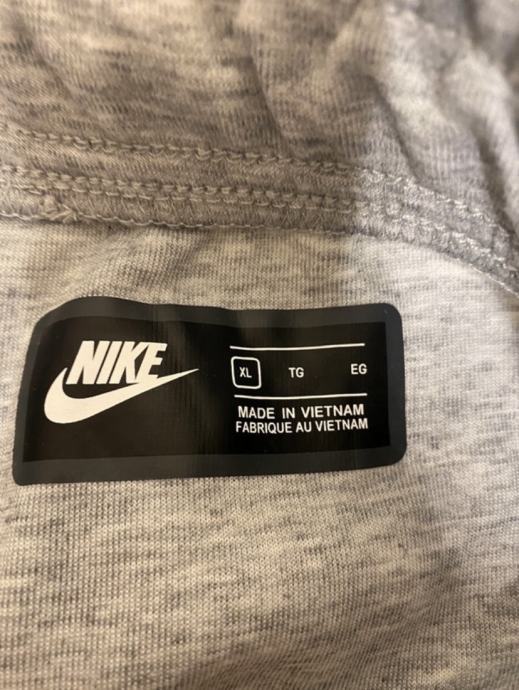 NIKE
XL TG EG
MADE IN VIETNAM
FABRIQUE AU VIETNAM